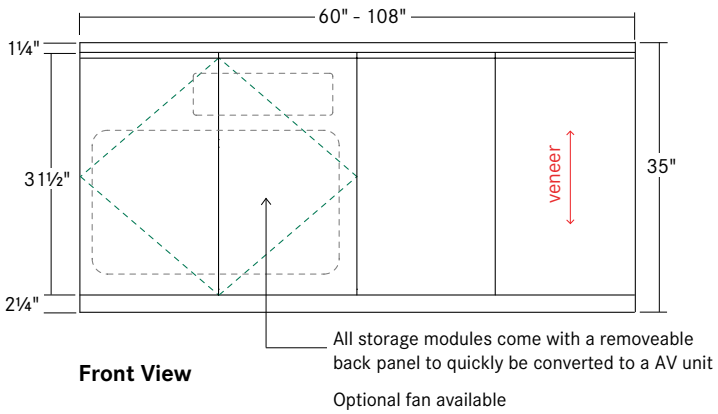 60" - 108"
1¼"
31½"
2¼"
35"
veneer
All storage modules come with a removeable
back panel to quickly be converted to a AV unit
Optional fan available
Front View